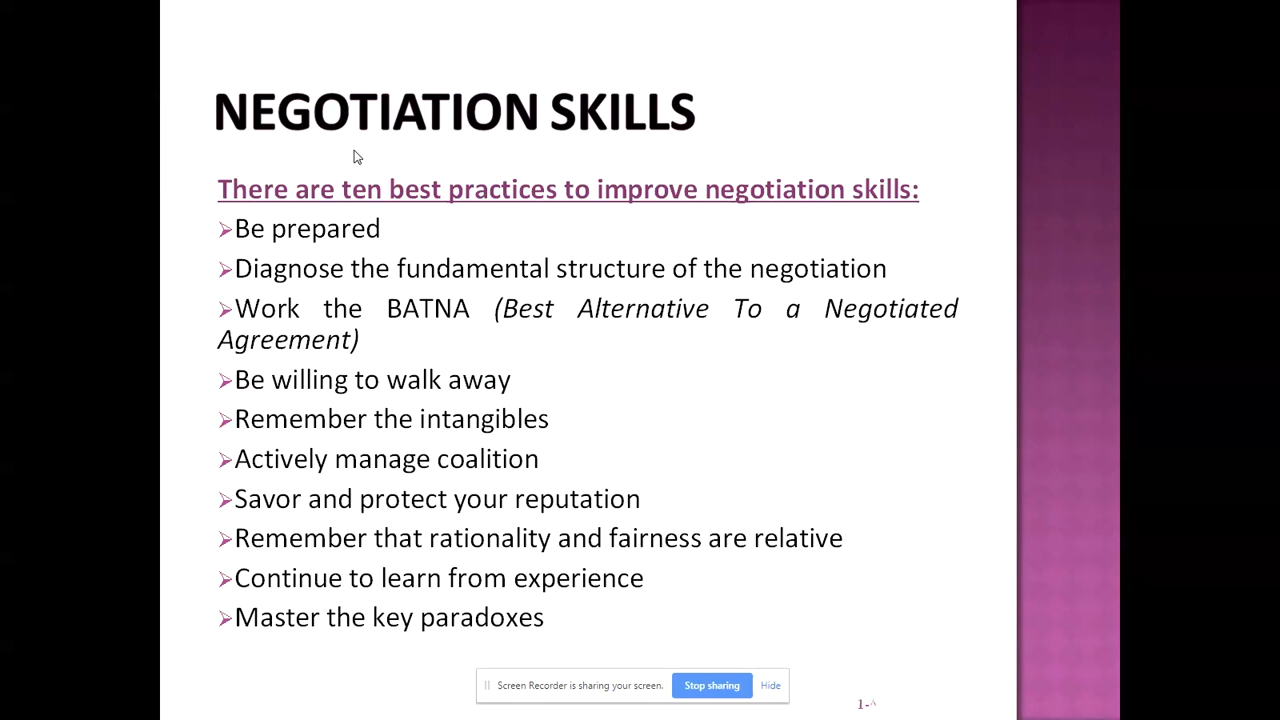 NEGOTIATION SKILLS
There are ten best practices to improve negotiation skills:
➢Be prepared
➢Diagnose the fundamental structure of the negotiation
➢Work the BATNA (Best Alternative To a Negotiated
Agreement)
➢Be willing to walk away
➢Remember the intangibles
➢Actively manage coalition
➢Savor and protect your reputation
➢Remember that rationality and fairness are relative
➢Continue to learn from experience
➢Master the key paradoxes
Screen Recorder is sharing your screen. Stop sharing Hide
1-٨